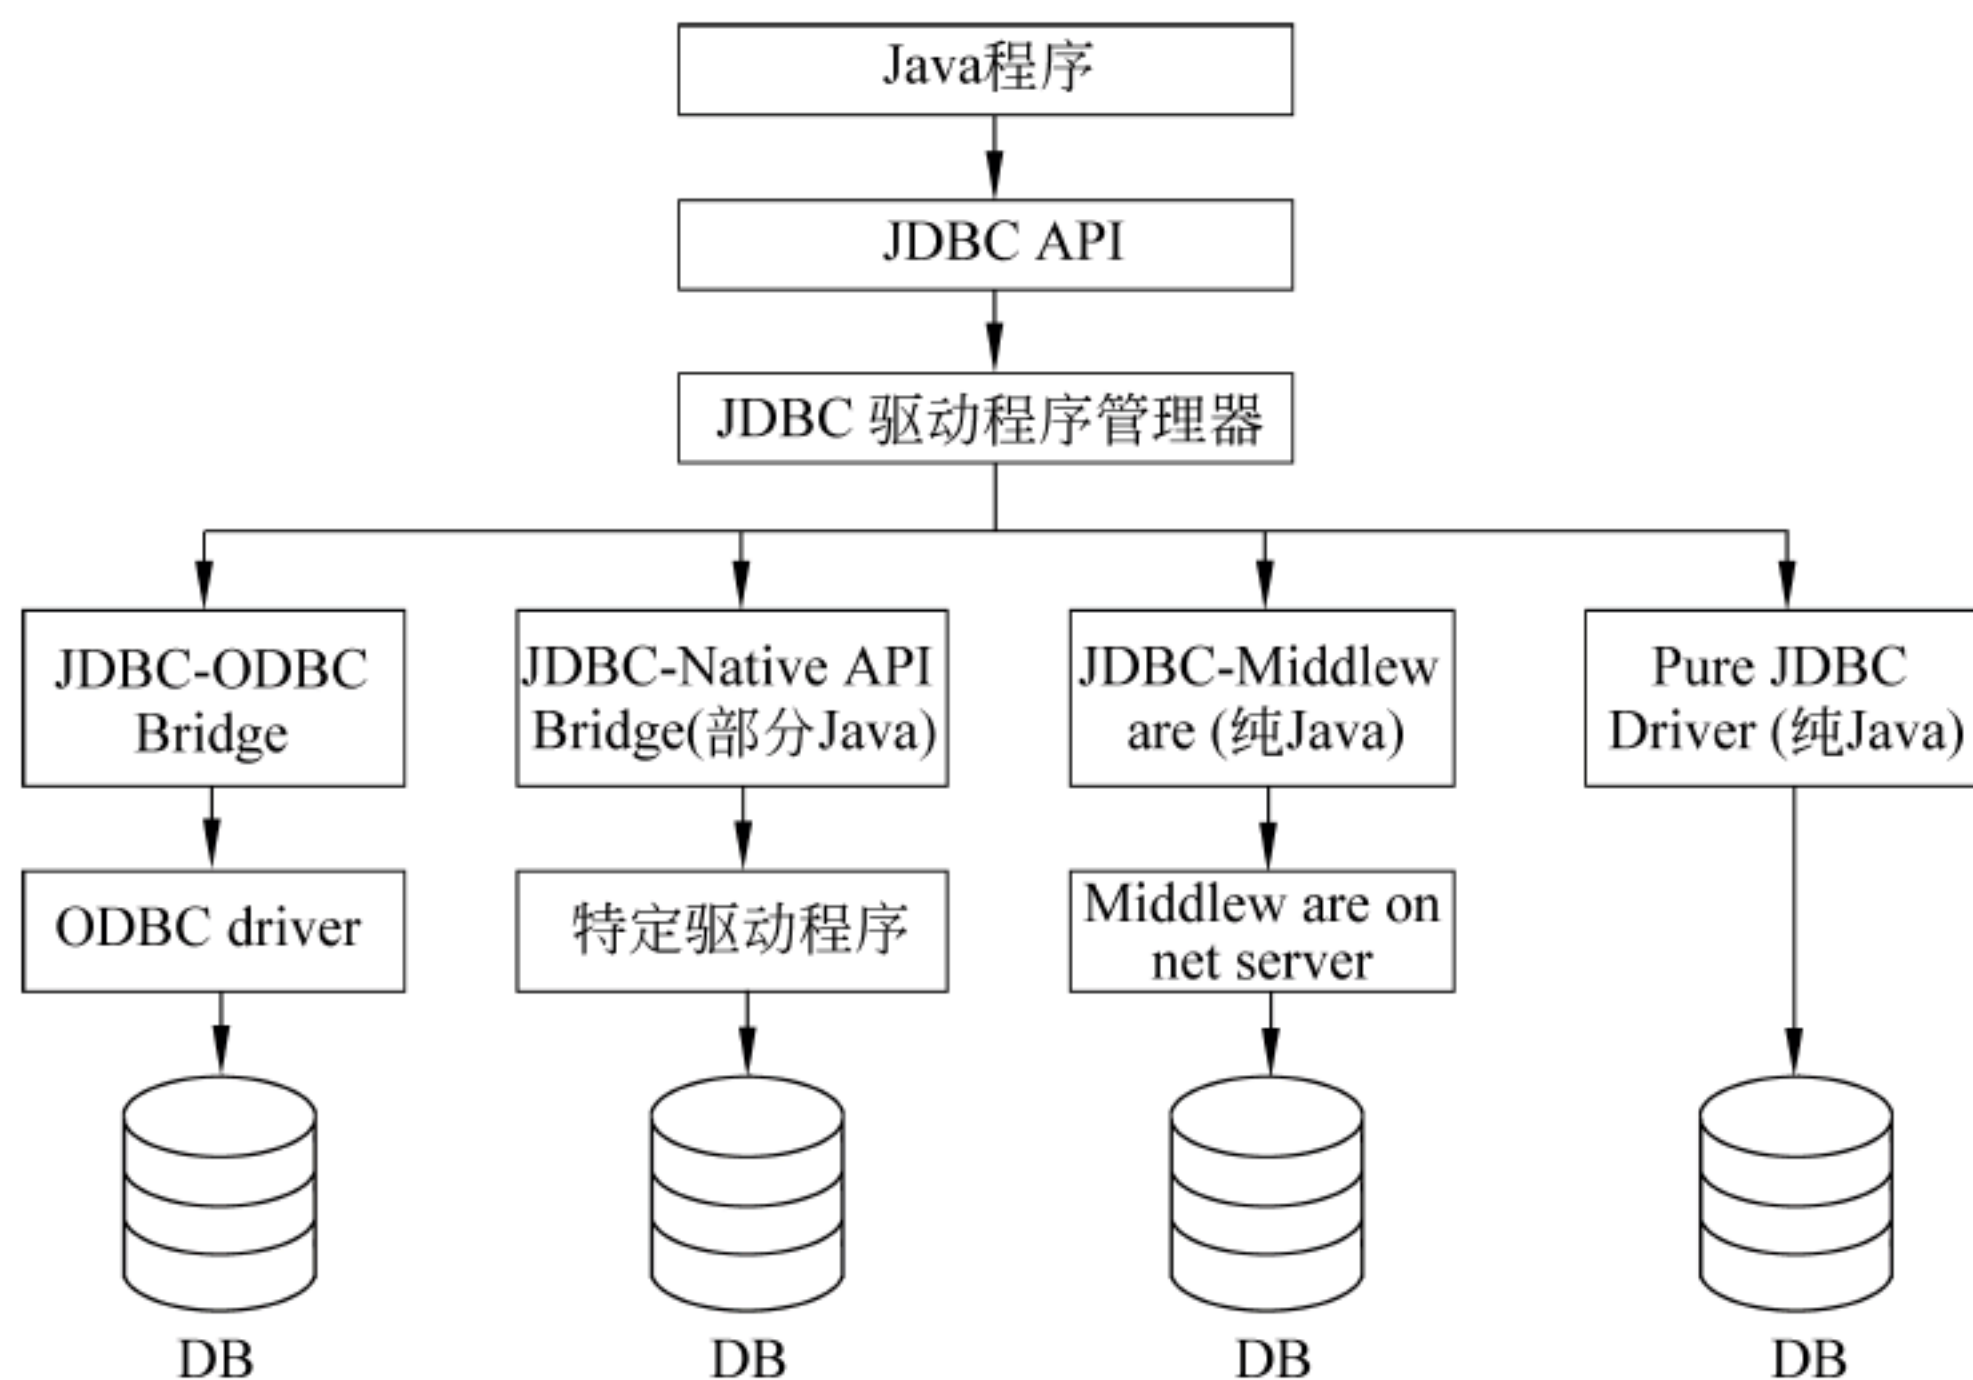 Java程序
JDBC API
JDBC 驱动程序管理器
JDBC-ODBC
Bridge
JDBC-Native API
Bridge(部分Java)
JDBC-Middlew
are (纯Java)
Pure JDBC
Driver (纯Java)
ODBC driver
特定驱动程序
Middlew are on
net server
DB
DB
DB
DB